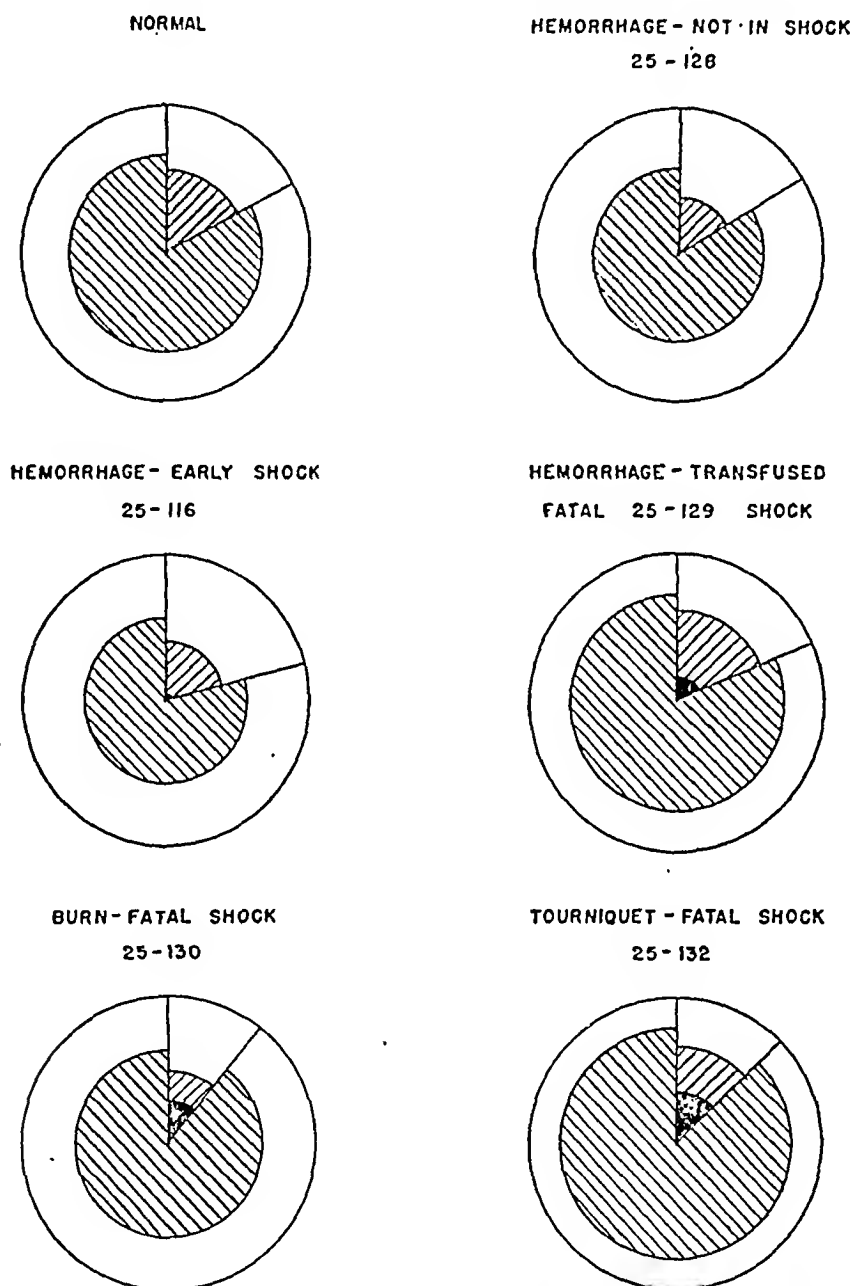 NORMAL
HEMORRHAGE - NOT IN SHOCK
25 - 128
HEMORRHAGE - EARLY SHOCK
25 - 116
HEMORRHAGE - TRANSFUSED
FATAL 25 - 129 SHOCK
BURN - FATAL SHOCK
25 - 130
TOURNIQUET - FATAL SHOCK
25 - 132